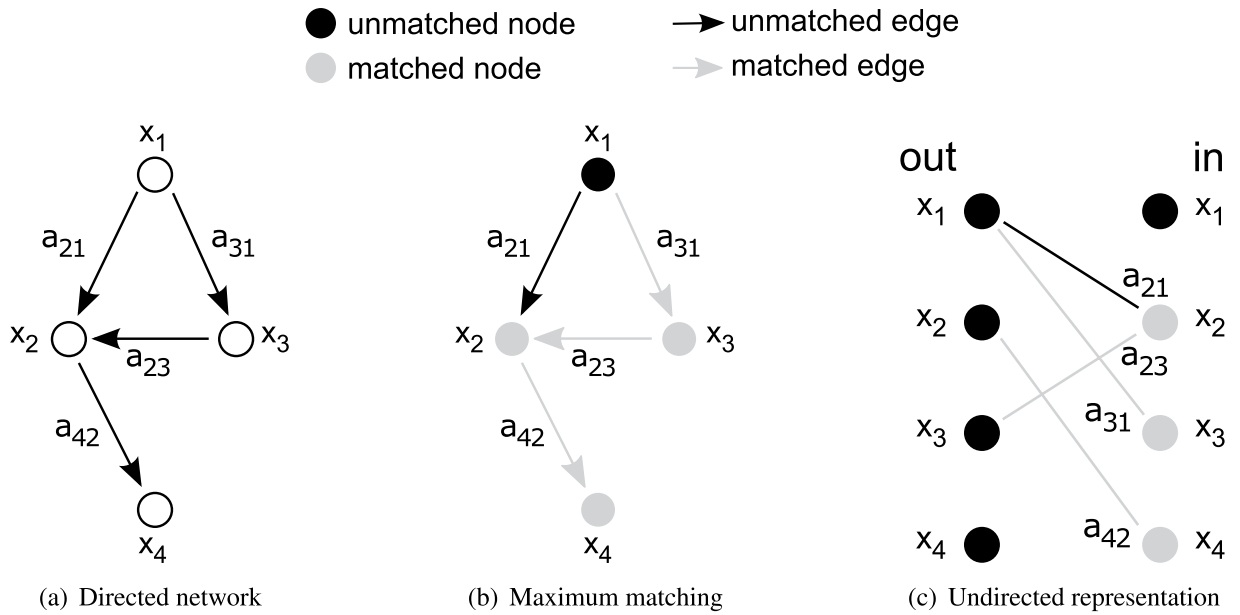 unmatched node
unmatched edge
matched node
matched edge
x1
a21
a31
x2
x3
a23
a42
x4
x1
a21
a31
x2
x3
a23
a42
x4
out in
x1 x1
a21
x2 x2
a23
x3 a31 x3
x4 a42 x4
(a) Directed network
(b) Maximum matching
(c) Undirected representation